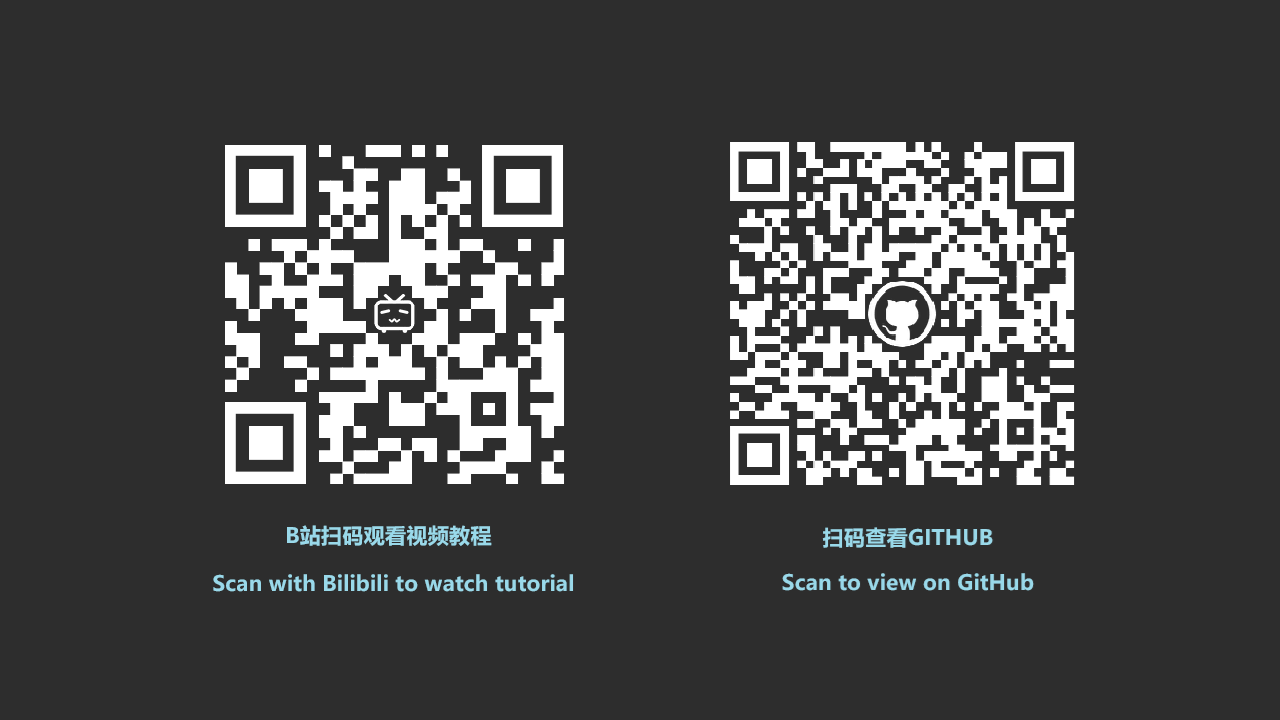 B站扫码观看视频教程
Scan with Bilibili to watch tutorial
扫码查看GITHUB
Scan to view on GitHub